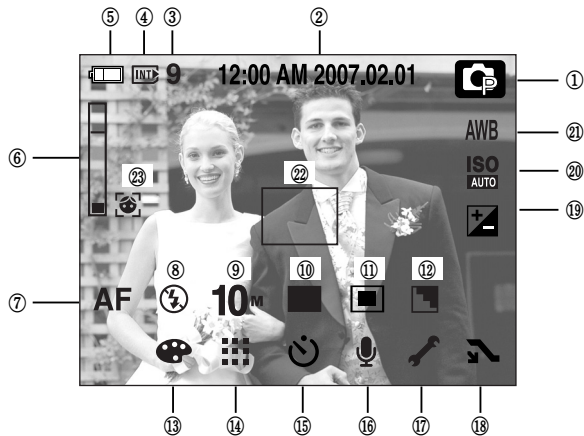 ⑤ ④ ③ ②
INT 9 12:00 AM 2007.02.01
P ①
AWB ㉑
⑥ ISO ⑳
AUTO
㉓ ㉒
⑲
⑧ ⑨ ⑩ ⑪ ⑫
⑦ AF 10M
⑬ ⑭ ⑮ ⑯ ⑰ ⑱